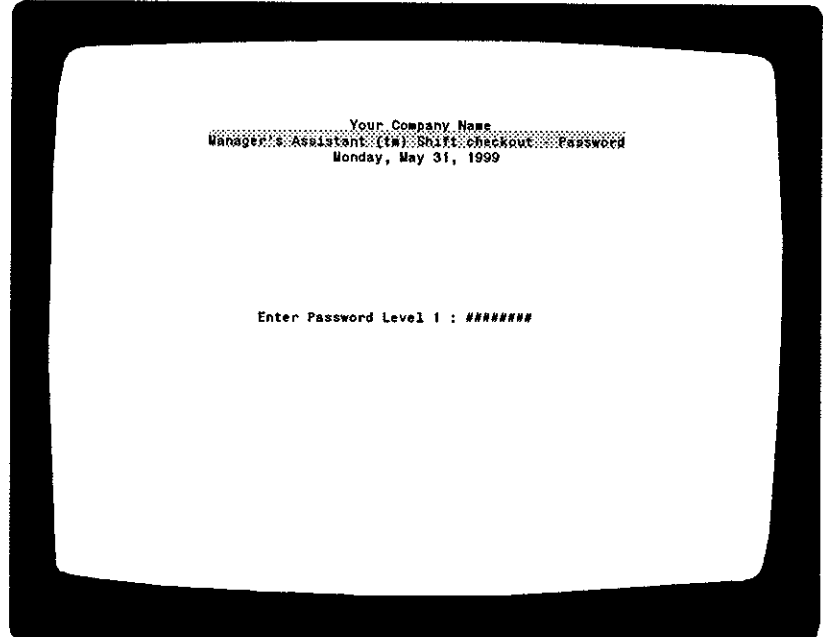 Your Company Name
Manager's Assistant (tm) Shift checkout Password
Monday, May 31, 1999
Enter Password Level 1 : ########